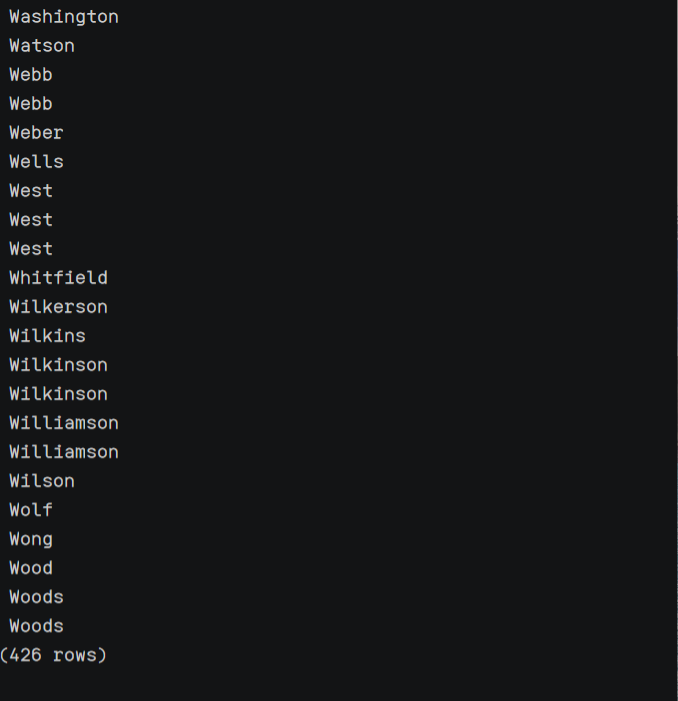 Washington
Watson
Webb
Webb
Weber
Wells
West
West
West
Whitfield
Wilkerson
Wilkins
Wilkinson
Wilkinson
Williamson
Williamson
Wilson
Wolf
Wong
Wood
Woods
Woods
(426 rows)